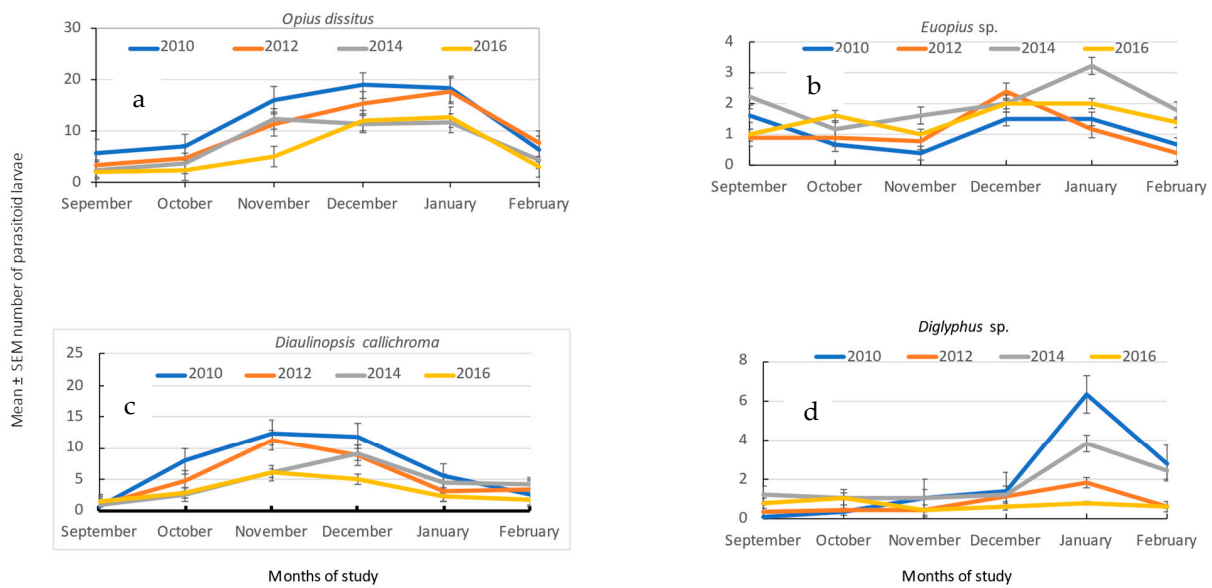 Mean ± SEM number of parasitoid larvae
Opius dissitus
30
2010 2012 2014 2016
20
a
10
0
Sepember October November December January February
Euopius sp.
4
2010 2012 2014 2016
3
b
2
1
0
September October November December January February
Diaulinopsis callichroma
25
2010 2012 2014 2016
20
15
c
10
5
0
September October November December January February
Months of study
Diglyphus sp.
8
2010 2012 2014 2016
6
d
4
2
0
September October November December January February
Months of study